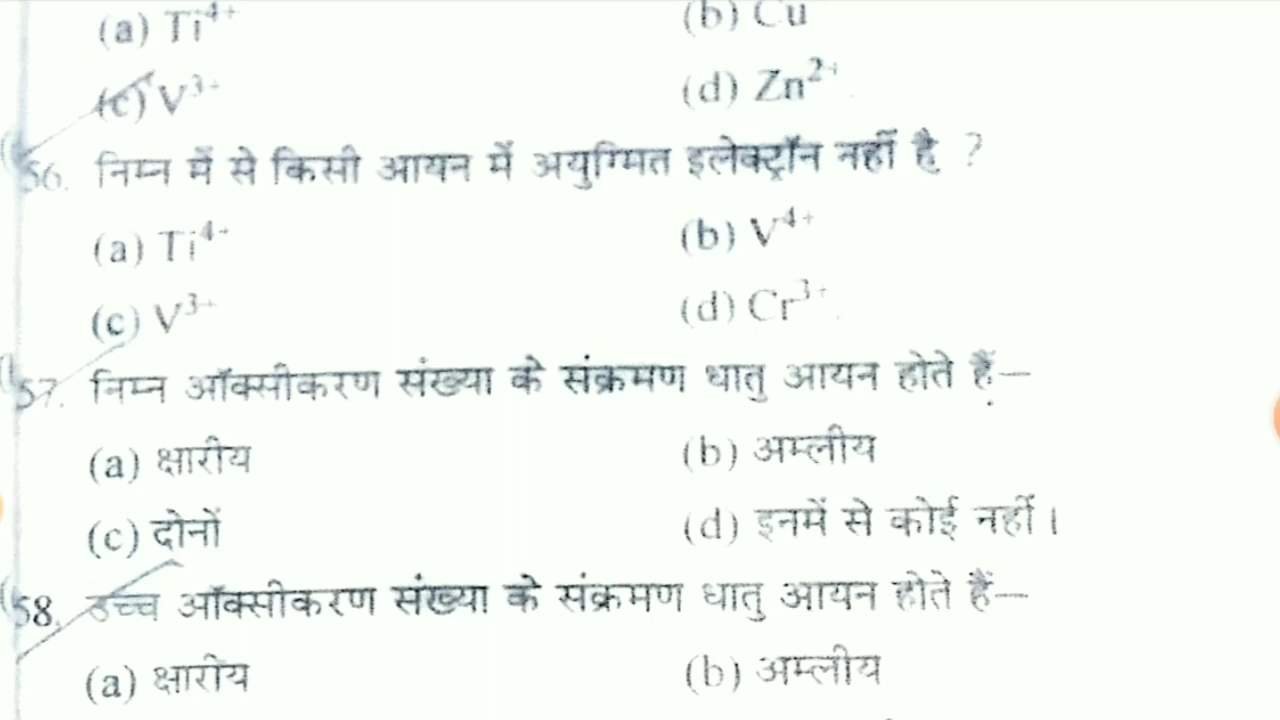 (a) Ti⁴⁺ (b) Cu
(c) V³⁺ (d) Zn²⁺
56. निम्न में से किसी आयन में अयुग्मित इलेक्ट्रॉन नहीं है ?
(a) Ti⁴⁺ (b) V⁴⁺
(c) V³⁺ (d) Cr³⁺
57. निम्न ऑक्सीकरण संख्या के संक्रमण धातु आयन होते हैं—
(a) क्षारीय (b) अम्लीय
(c) दोनों (d) इनमें से कोई नहीं।
58. उच्च ऑक्सीकरण संख्या के संक्रमण धातु आयन होते हैं—
(a) क्षारीय (b) अम्लीय